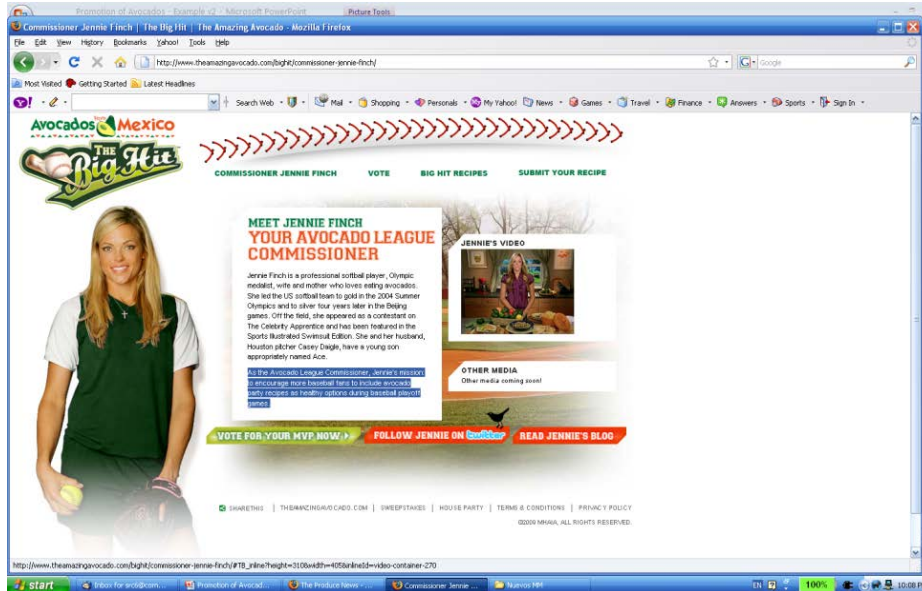 Promotion of Avocados - Example v2 - Microsoft PowerPoint
Picture Tools
Commissioner Jennie Finch | The Big Hit | The Amazing Avocado - Mozilla Firefox
File Edit View History Bookmarks Yahoo! Tools Help
http://www.theamazingavocado.com/bighit/commissioner-jennie-finch/
Google
Most Visited Getting Started Latest Headlines
Search Web Mail Shopping Personals My Yahoo! News Games Travel Finance Answers Sports Sign In
Avocados from Mexico
THE Big Hit
COMMISSIONER JENNIE FINCH VOTE BIG HIT RECIPES SUBMIT YOUR RECIPE
MEET JENNIE FINCH
YOUR AVOCADO LEAGUE
COMMISSIONER
Jennie Finch is a professional softball player, Olympic
medalist, wife and mother who loves eating avocados.
She led the US softball team to gold in the 2004 Summer
Olympics and to silver four years later in the Beijing
games. Off the field, she appeared as a contestant on
The Celebrity Apprentice and has been featured in the
Sports Illustrated Swimsuit Edition. She and her husband,
Houston pitcher Casey Daigle, have a young son
appropriately named Ace.
As the Avocado League Commissioner, Jennie's mission:
to encourage more baseball fans to include avocado
party recipes as healthy options during baseball playoff
games.
JENNIE'S VIDEO
OTHER MEDIA
Other media coming soon!
VOTE FOR YOUR MVP NOW FOLLOW JENNIE ON twitter READ JENNIE'S BLOG
SHARETHIS | THEAMAZINGAVOCADO.COM | SWEEPSTAKES | HOUSE PARTY | TERMS & CONDITIONS | PRIVACY POLICY
©2009 MHAIA, ALL RIGHTS RESERVED.
http://www.theamazingavocado.com/bighit/commissioner-jennie-finch/#TB_inline?height=310&width=405&inlineId=video-container-270
start Inbox for Promotion of Avocad... The Produce News - ... Commissioner Jennie ... Nuevos MM EN 100% 10:08 P